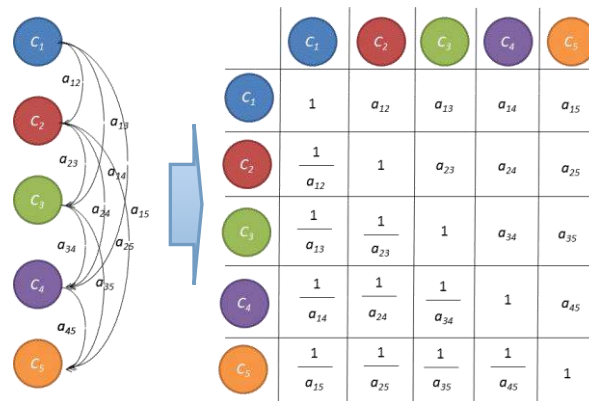 C1
a12
a13
C2
a23
a14
a24
a15
C3
a25
a34
a35
C4
a45
C5
C1 C2 C3 C4 C5
C1 1 a12 a13 a14 a15
C2 1/a12 1 a23 a24 a25
C3 1/a13 1/a23 1 a34 a35
C4 1/a14 1/a24 1/a34 1 a45
C5 1/a15 1/a25 1/a35 1/a45 1